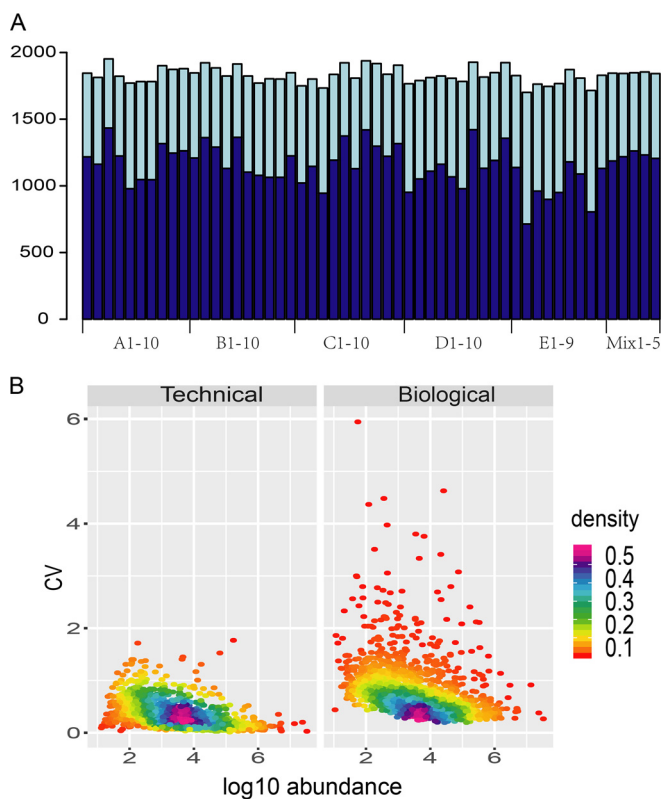 A
2000
1500
1000
500
0
A1-10 B1-10 C1-10 D1-10 E1-9 Mix1-5
B
Technical Biological
6
4
2
0
CV
2 4 6 2 4 6
log10 abundance
density
0.5
0.4
0.3
0.2
0.1